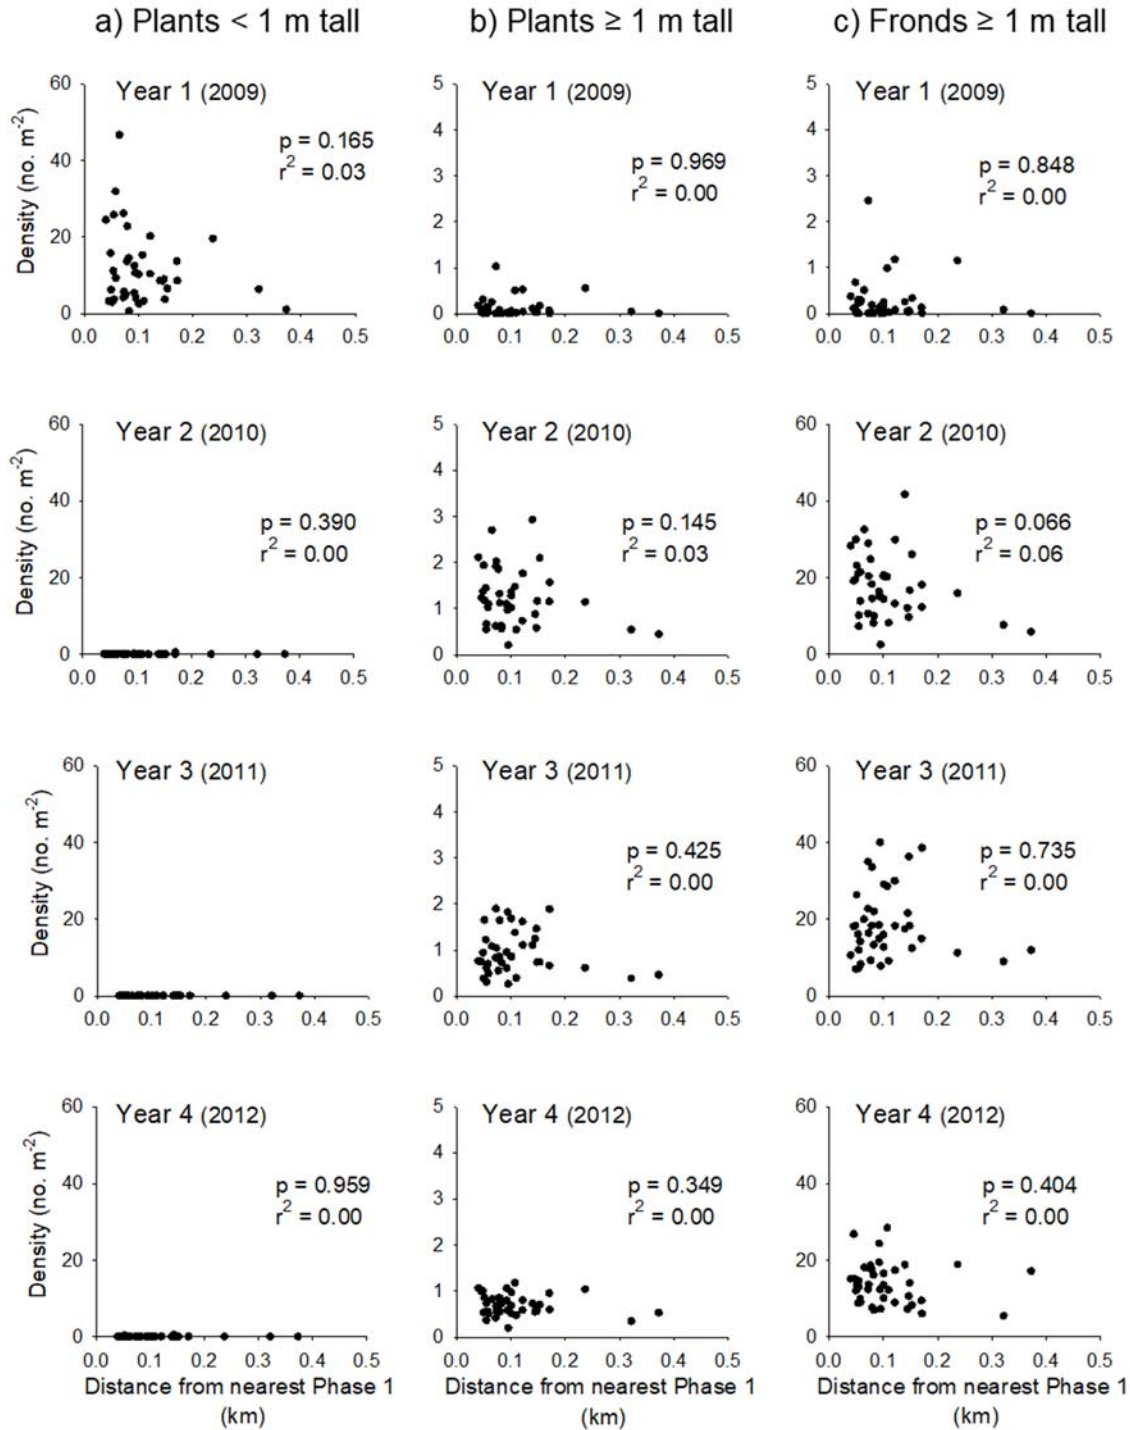 a) Plants < 1 m tall
b) Plants ≥ 1 m tall
c) Fronds ≥ 1 m tall
Year 1 (2009)
p = 0.165
r² = 0.03
Density (no. m⁻²)
60
40
20
0
0.0 0.1 0.2 0.3 0.4 0.5
Year 1 (2009)
p = 0.969
r² = 0.00
5
4
3
2
1
0
0.0 0.1 0.2 0.3 0.4 0.5
Year 1 (2009)
p = 0.848
r² = 0.00
5
4
3
2
1
0
0.0 0.1 0.2 0.3 0.4 0.5
Year 2 (2010)
p = 0.390
r² = 0.00
Density (no. m⁻²)
60
40
20
0
0.0 0.1 0.2 0.3 0.4 0.5
Year 2 (2010)
p = 0.145
r² = 0.03
5
4
3
2
1
0
0.0 0.1 0.2 0.3 0.4 0.5
Year 2 (2010)
p = 0.066
r² = 0.06
60
40
20
0
0.0 0.1 0.2 0.3 0.4 0.5
Year 3 (2011)
Density (no. m⁻²)
60
40
20
0
0.0 0.1 0.2 0.3 0.4 0.5
Year 3 (2011)
p = 0.425
r² = 0.00
5
4
3
2
1
0
0.0 0.1 0.2 0.3 0.4 0.5
Year 3 (2011)
p = 0.735
r² = 0.00
60
40
20
0
0.0 0.1 0.2 0.3 0.4 0.5
Year 4 (2012)
p = 0.959
r² = 0.00
Density (no. m⁻²)
60
40
20
0
0.0 0.1 0.2 0.3 0.4 0.5
Distance from nearest Phase 1
(km)
Year 4 (2012)
p = 0.349
r² = 0.00
5
4
3
2
1
0
0.0 0.1 0.2 0.3 0.4 0.5
Distance from nearest Phase 1
(km)
Year 4 (2012)
p = 0.404
r² = 0.00
60
40
20
0
0.0 0.1 0.2 0.3 0.4 0.5
Distance from nearest Phase 1
(km)